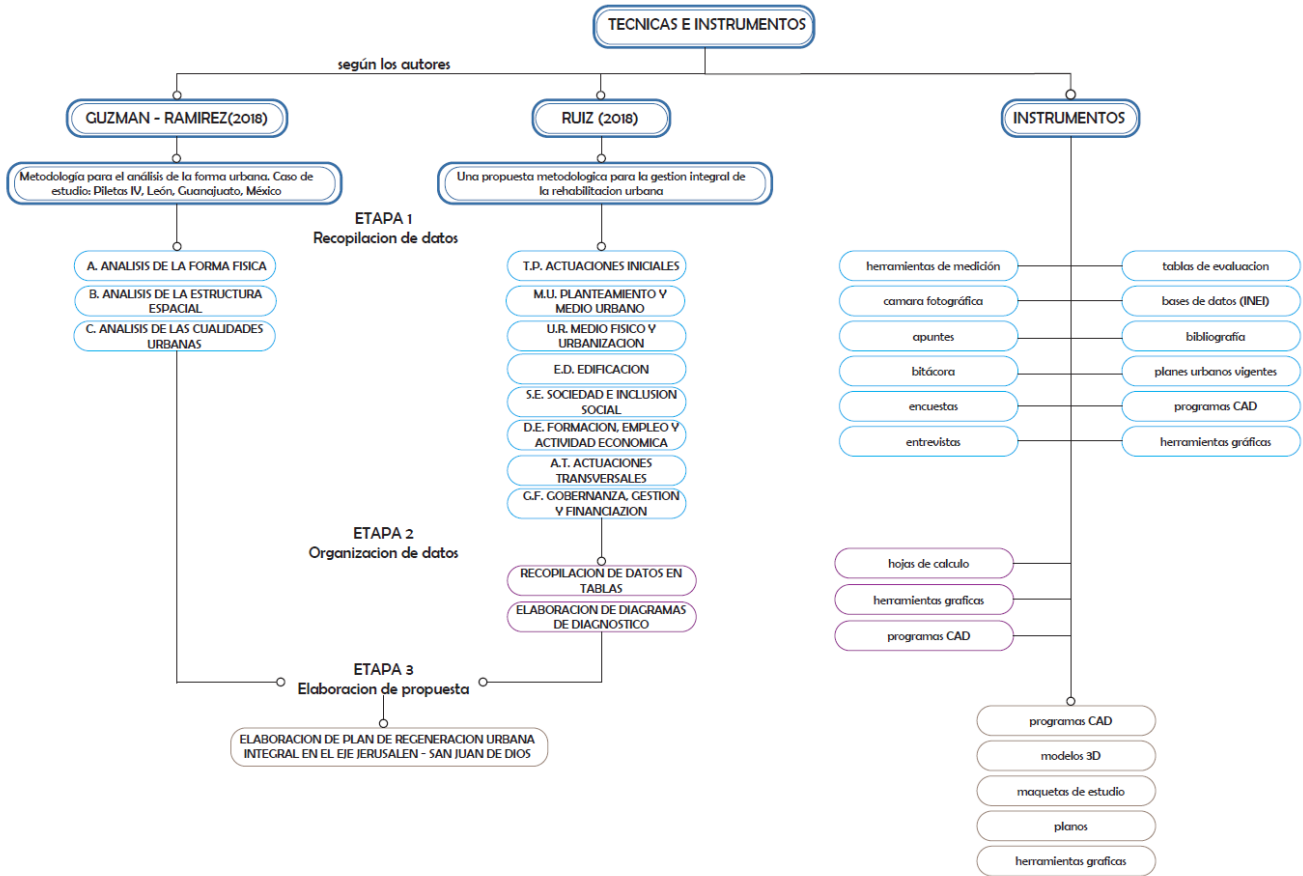 TECNICAS E INSTRUMENTOS
según los autores
GUZMAN - RAMIREZ(2018)
RUIZ (2018)
INSTRUMENTOS
Metodología para el análisis de la forma urbana. Caso de
estudio: Piletas IV, León, Guanajuato, México
Una propuesta metodologica para la gestion integral de
la rehabilitacion urbana
ETAPA 1
Recopilacion de datos
A. ANALISIS DE LA FORMA FISICA
B. ANALISIS DE LA ESTRUCTURA
ESPACIAL
C. ANALISIS DE LAS CUALIDADES
URBANAS
T.P. ACTUACIONES INICIALES
M.U. PLANTEAMIENTO Y
MEDIO URBANO
U.R. MEDIO FISICO Y
URBANIZACION
E.D. EDIFICACION
S.E. SOCIEDAD E INCLUSION
SOCIAL
D.E. FORMACION, EMPLEO Y
ACTIVIDAD ECONOMICA
A.T. ACTUACIONES
TRANSVERSALES
G.F. GOBERNANZA, GESTION
Y FINANCIAZION
herramientas de medición
camara fotográfica
apuntes
bitácora
encuestas
entrevistas
tablas de evaluacion
bases de datos (INEI)
bibliografía
planes urbanos vigentes
programas CAD
herramientas gráficas
ETAPA 2
Organizacion de datos
RECOPILACION DE DATOS EN
TABLAS
ELABORACION DE DIAGRAMAS
DE DIAGNOSTICO
hojas de calculo
herramientas graficas
programas CAD
ETAPA 3
Elaboracion de propuesta
ELABORACION DE PLAN DE REGENERACION URBANA
INTEGRAL EN EL EJE JERUSALEN - SAN JUAN DE DIOS
programas CAD
modelos 3D
maquetas de estudio
planos
herramientas graficas